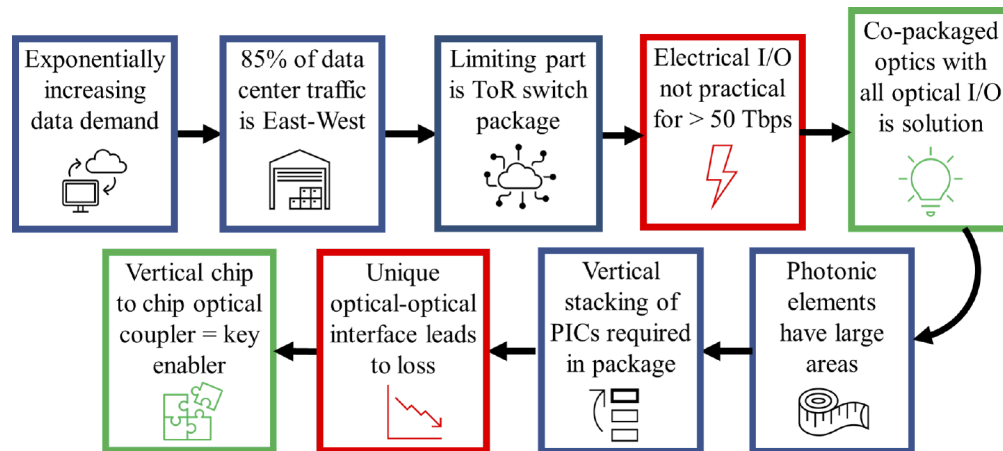 Exponentially
increasing
data demand
85% of data
center traffic
is East-West
Limiting part
is ToR switch
package
Electrical I/O
not practical
for > 50 Tbps
Co-packaged
optics with
all optical I/O
is solution
Photonic
elements
have large
areas
Vertical
stacking of
PICs required
in package
Unique
optical-optical
interface leads
to loss
Vertical chip
to chip optical
coupler = key
enabler